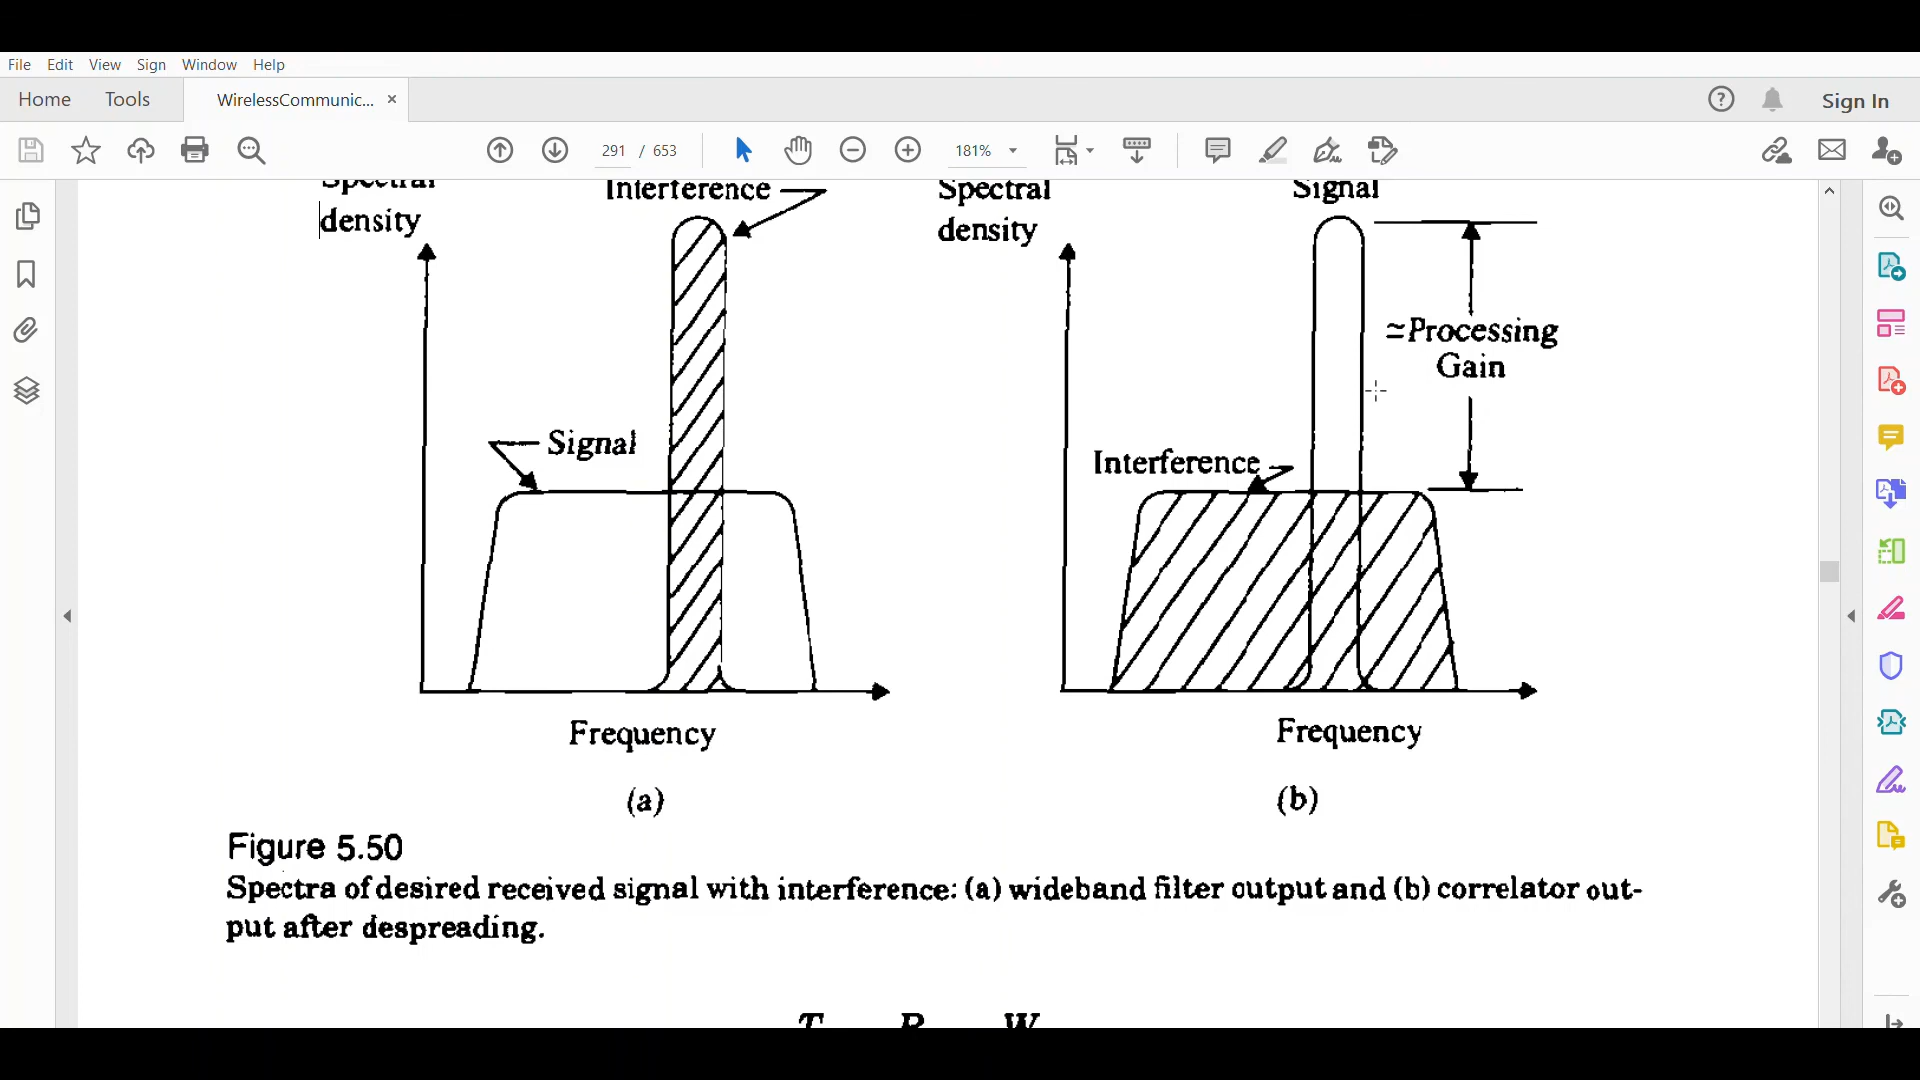 File Edit View Sign Window Help
Home Tools WirelessCommunic... × Sign In
291 / 653 181%
Spectral
density
Interference
Signal
Frequency
(a)
Spectral
density
Signal
≃Processing
Gain
Interference
Frequency
(b)
Figure 5.50
Spectra of desired received signal with interference: (a) wideband filter output and (b) correlator out-
put after despreading.
T R W